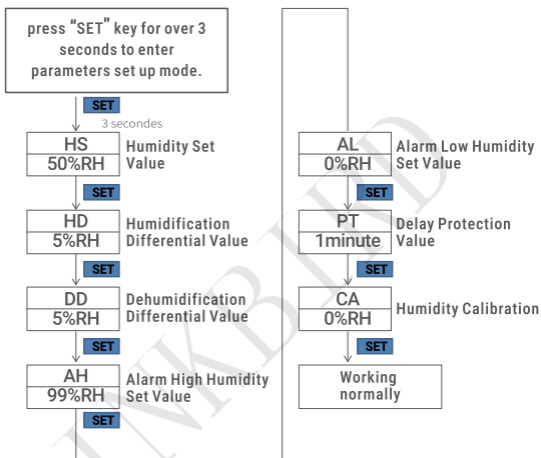 press “SET” key for over 3
seconds to enter
parameters set up mode.
SET
3 secondes
HS
50%RH
Humidity Set
Value
SET
HD
5%RH
Humidification
Differential Value
SET
DD
5%RH
Dehumidification
Differential Value
SET
AH
99%RH
Alarm High Humidity
Set Value
SET
AL
0%RH
Alarm Low Humidity
Set Value
SET
PT
1minute
Delay Protection
Value
SET
CA
0%RH
Humidity Calibration
SET
Working
normally
INKBIRD